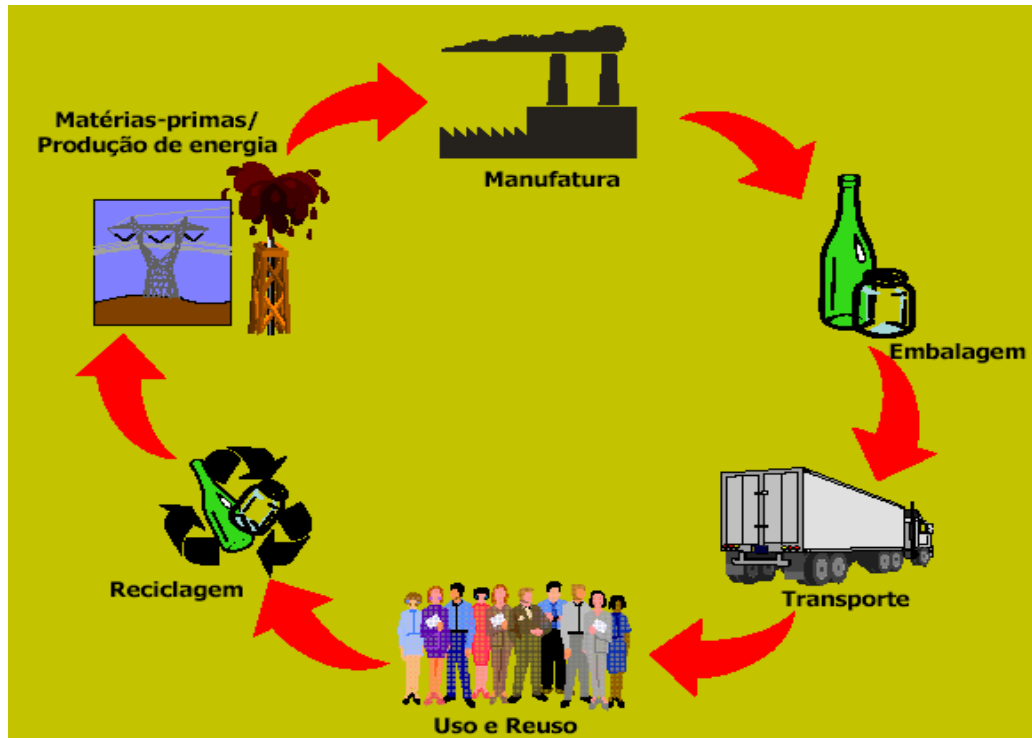 Matérias-primas/
Produção de energia
Manufatura
Embalagem
Transporte
Uso e Reuso
Reciclagem